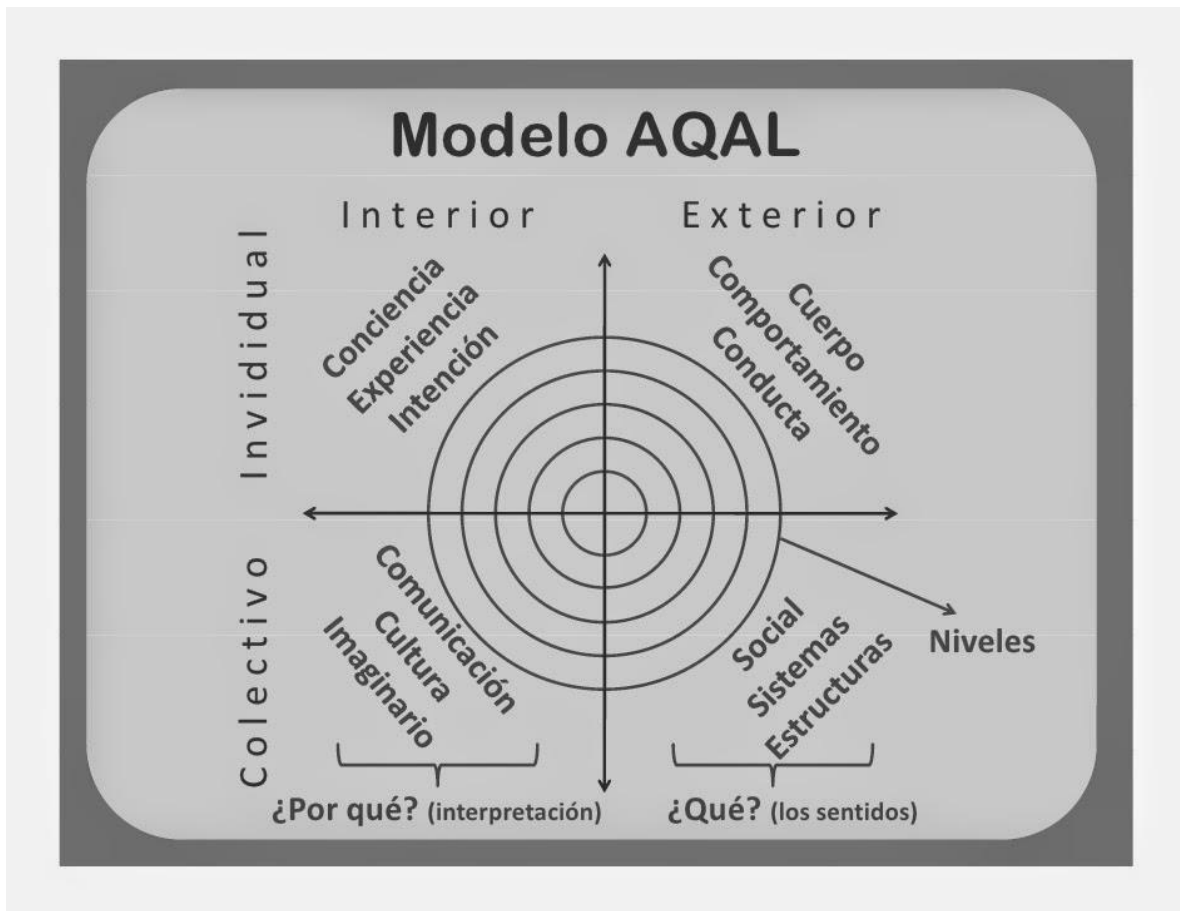 Modelo AQAL
Interior
Exterior
Invididual
Conciencia
Experiencia
Intención
Cuerpo
Comportamiento
Conducta
Colectivo
Comunicación
Cultura
Imaginario
Social
Sistemas
Estructuras
Niveles
¿Por qué? (interpretación)
¿Qué? (los sentidos)